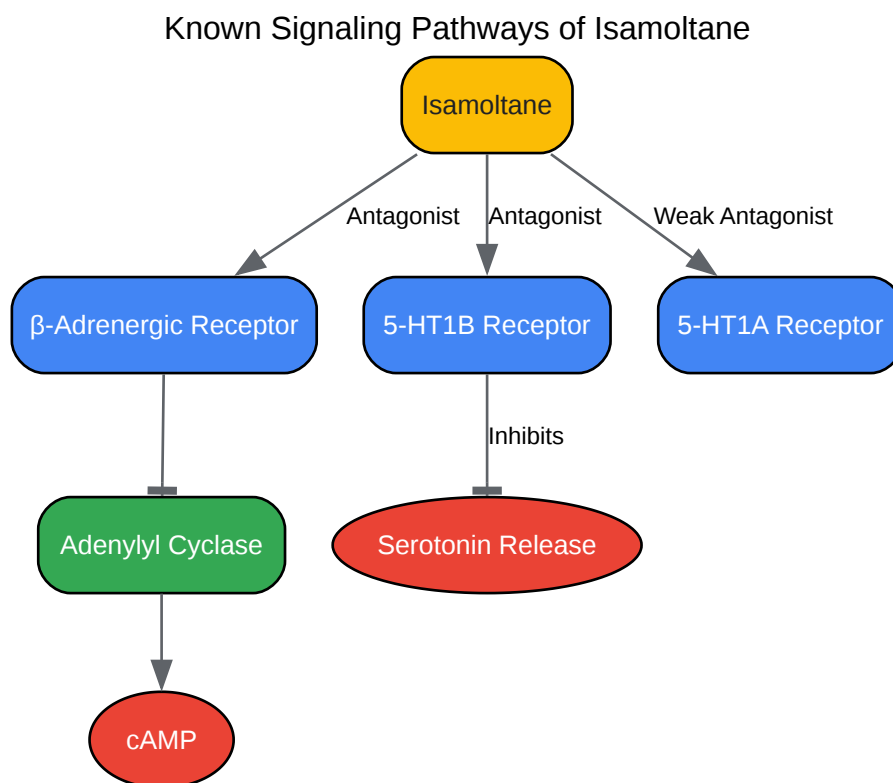 Known Signaling Pathways of Isamoltane
Isamoltane
Antagonist
Antagonist
Weak Antagonist
β-Adrenergic Receptor
5-HT1B Receptor
5-HT1A Receptor
Inhibits
Adenylyl Cyclase
Serotonin Release
cAMP